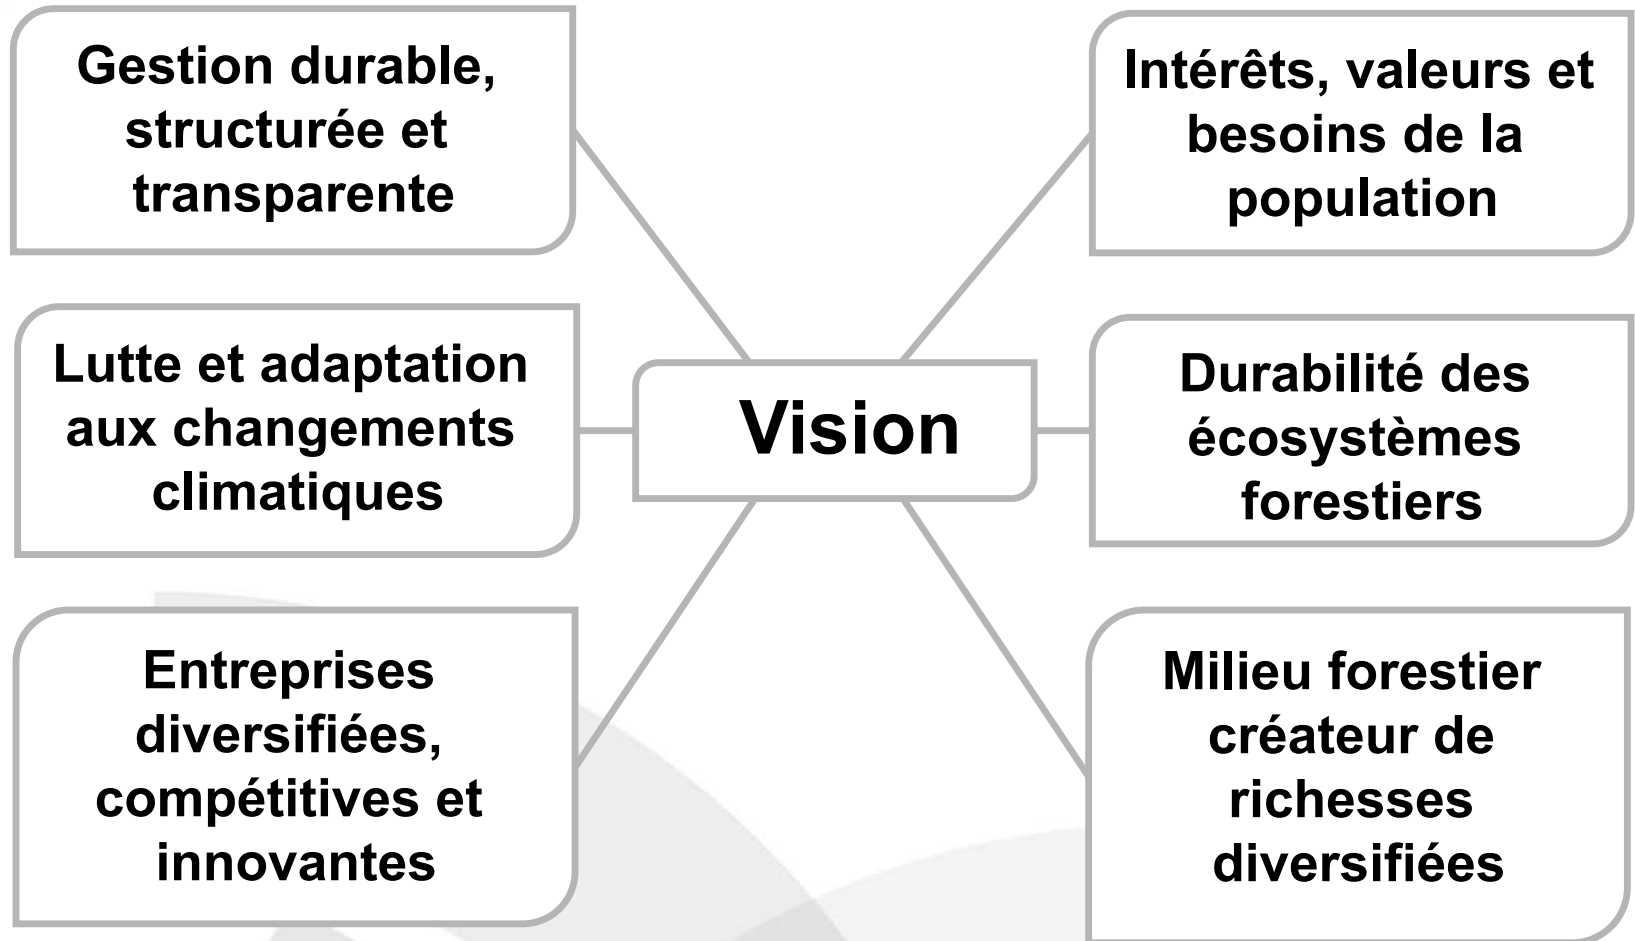 Gestion durable,
structurée et
transparente
Intérêts, valeurs et
besoins de la
population
Lutte et adaptation
aux changements
climatiques
Vision
Durabilité des
écosystèmes
forestiers
Entreprises
diversifiées,
compétitives et
innovantes
Milieu forestier
créateur de
richesses
diversifiées